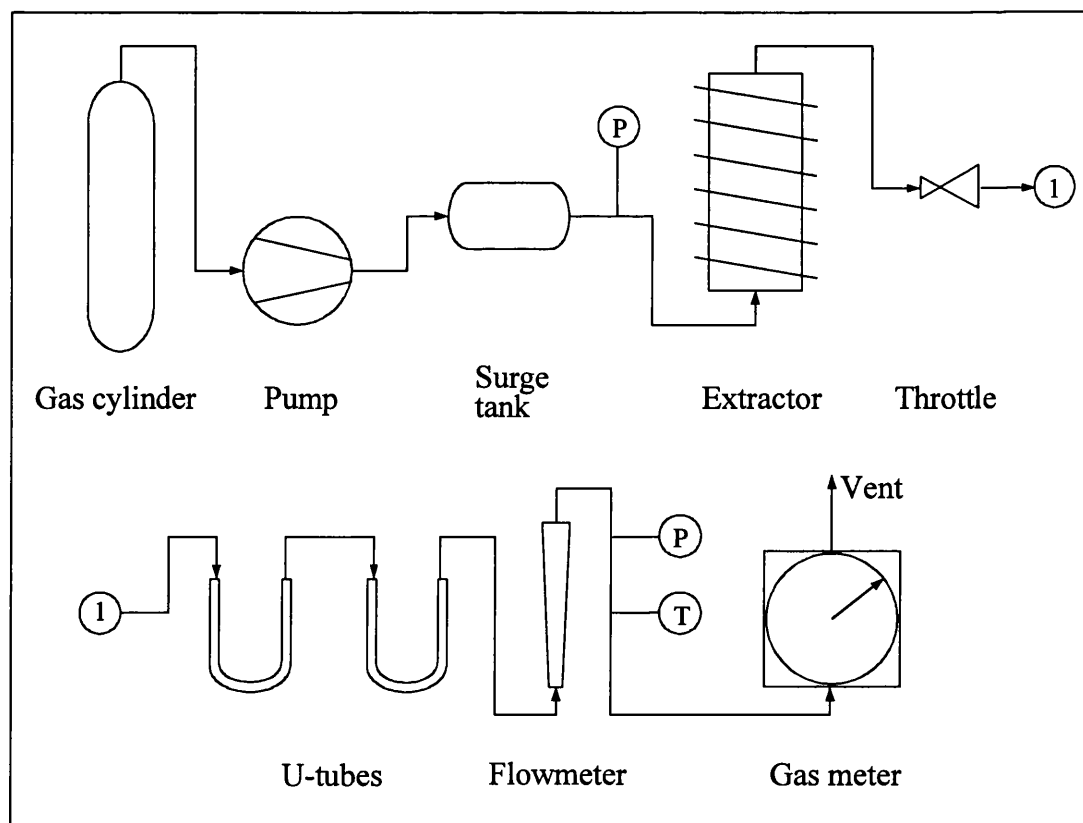 P
1
Gas cylinder
Pump
Surge
tank
Extractor
Throttle
Vent
P
1
T
U-tubes
Flowmeter
Gas meter